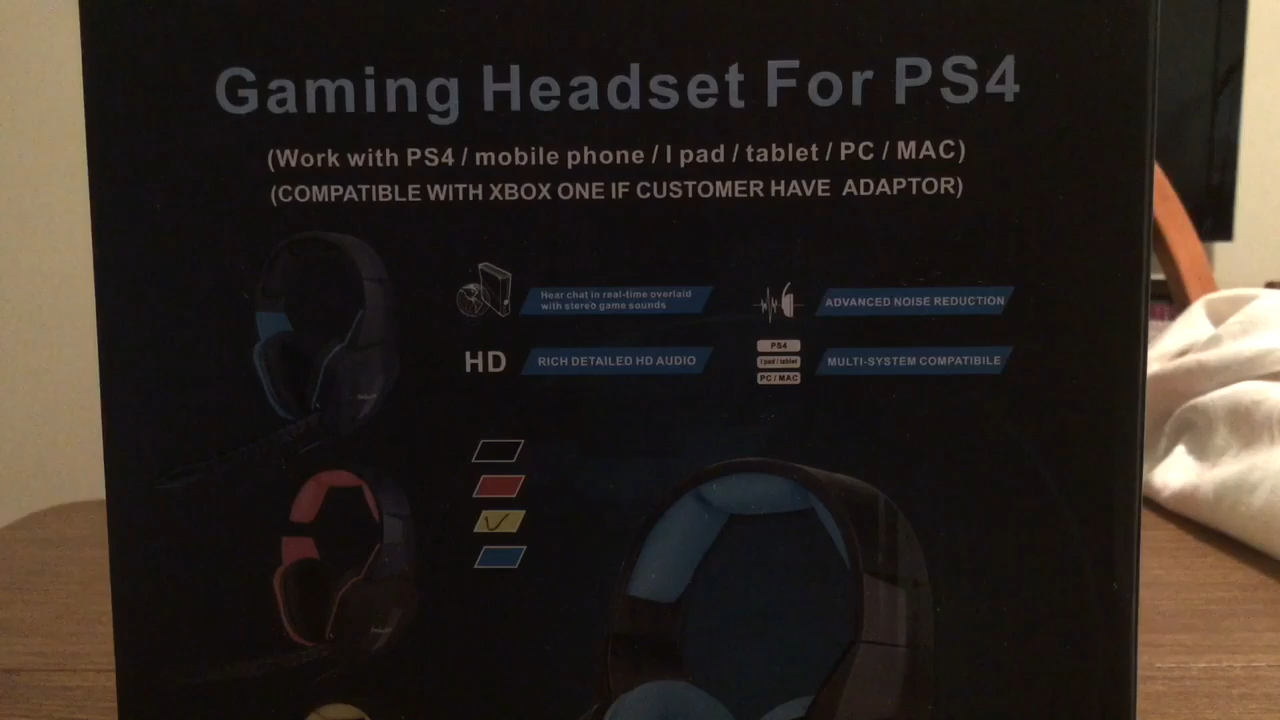 Gaming Headset For PS4
(Work with PS4 / mobile phone / I pad / tablet / PC / MAC)
(COMPATIBLE WITH XBOX ONE IF CUSTOMER HAVE ADAPTOR)
Hear chat in real-time overlaid
with stereo game sounds
ADVANCED NOISE REDUCTION
HD
RICH DETAILED HD AUDIO
PS4
I pad / tablet
PC / MAC
MULTI-SYSTEM COMPATIBILE